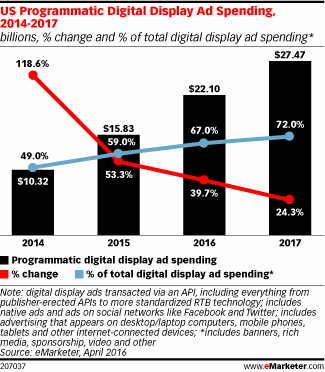 US Programmatic Digital Display Ad Spending,
2014-2017
billions, % change and % of total digital display ad spending*
118.6%
49.0%
$10.32
$15.83
59.0%
53.3%
$22.10
67.0%
39.7%
$27.47
72.0%
24.3%
2014 2015 2016 2017
Programmatic digital display ad spending
% change % of total digital display ad spending*
Note: digital display ads transacted via an API, including everything from
publisher-erected APIs to more standardized RTB technology; includes
native ads and ads on social networks like Facebook and Twitter; includes
advertising that appears on desktop/laptop computers, mobile phones,
tablets and other internet-connected devices; *includes banners, rich
media, sponsorship, video and other
Source: eMarketer, April 2016
207037 www.eMarketer.com